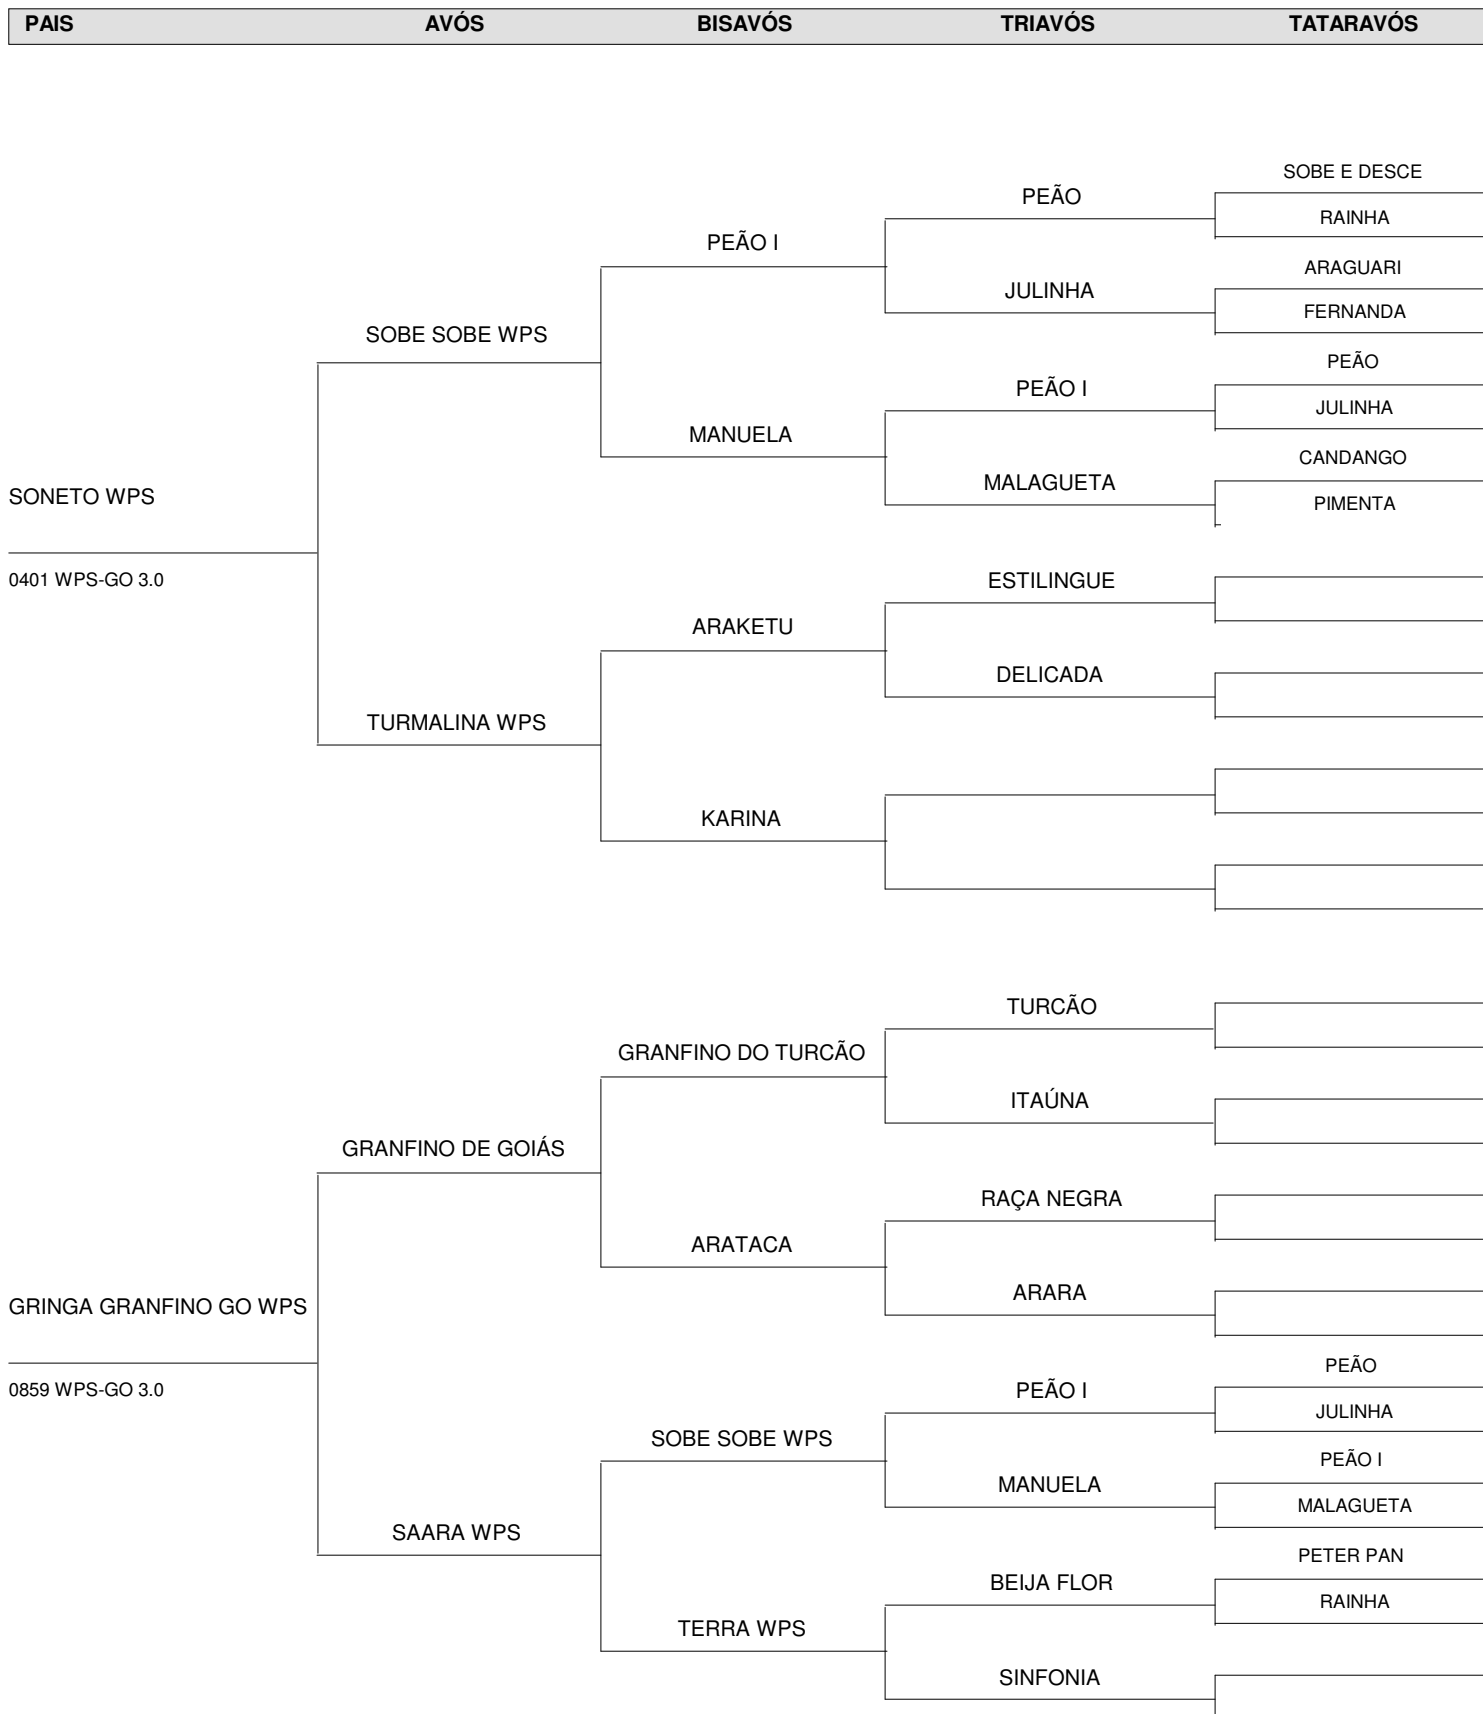 PAIS AVÓS BISAVÓS TRIAVÓS TATARAVÓS
SOBE E DESCE
PEÃO
RAINHA
PEÃO I
ARAGUARI
JULINHA
FERNANDA
SOBE SOBE WPS
PEÃO
PEÃO I
JULINHA
MANUELA
CANDANGO
MALAGUETA
SONETO WPS
PIMENTA
0401 WPS-GO 3.0
ESTILINGUE
ARAKETU
DELICADA
TURMALINA WPS
KARINA
TURCÃO
GRANFINO DO TURCÃO
ITAÚNA
GRANFINO DE GOIÁS
RAÇA NEGRA
ARATACA
ARARA
GRINGA GRANFINO GO WPS
PEÃO
0859 WPS-GO 3.0
PEÃO I
JULINHA
SOBE SOBE WPS
PEÃO I
MANUELA
MALAGUETA
SAARA WPS
PETER PAN
BEIJA FLOR
RAINHA
TERRA WPS
SINFONIA